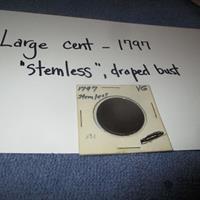 Large cent - 1797
"Stemless", draped bust
1797 VG
Stemless